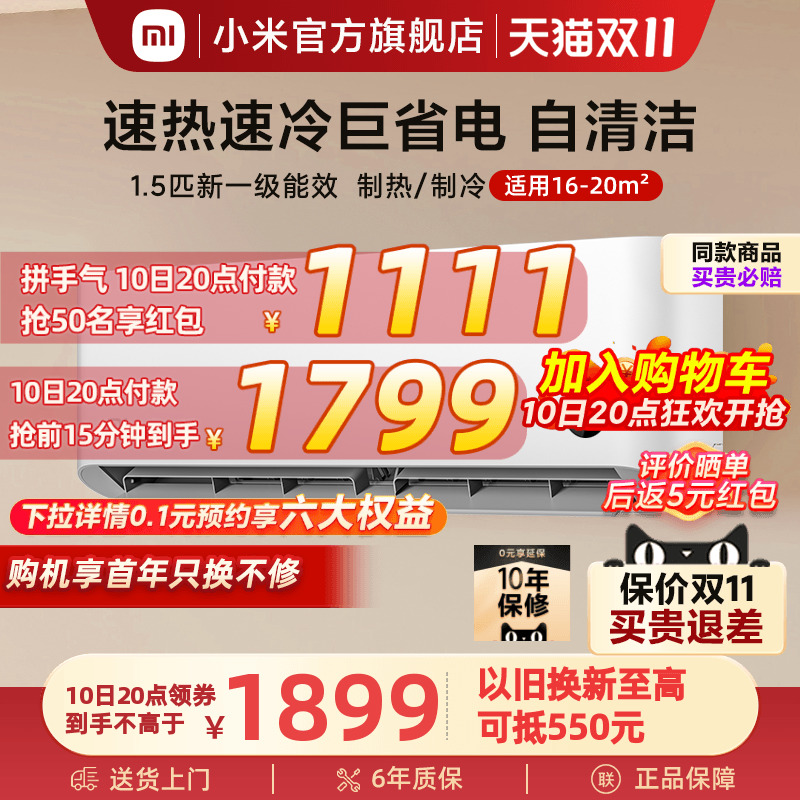 小米官方旗舰店
天猫双11
速热速冷巨省电 自清洁
1.5匹新一级能效 制热/制冷 适用16-20m²
同款商品
买贵必赔
拼手气 10日20点付款
抢50名享红包 ¥1111
10日20点付款
抢前15分钟到手 ¥1799
加入购物车
10日20点狂欢开抢
评价晒单
后返5元红包
下拉详情0.1元预约享六大权益
购机享首年只换不修
0元享延保
10年
保修
保价双11
买贵退差
10日20点领券
到手不高于 ¥1899
以旧换新至高
可抵550元
送货上门
6年质保
联 正品保障